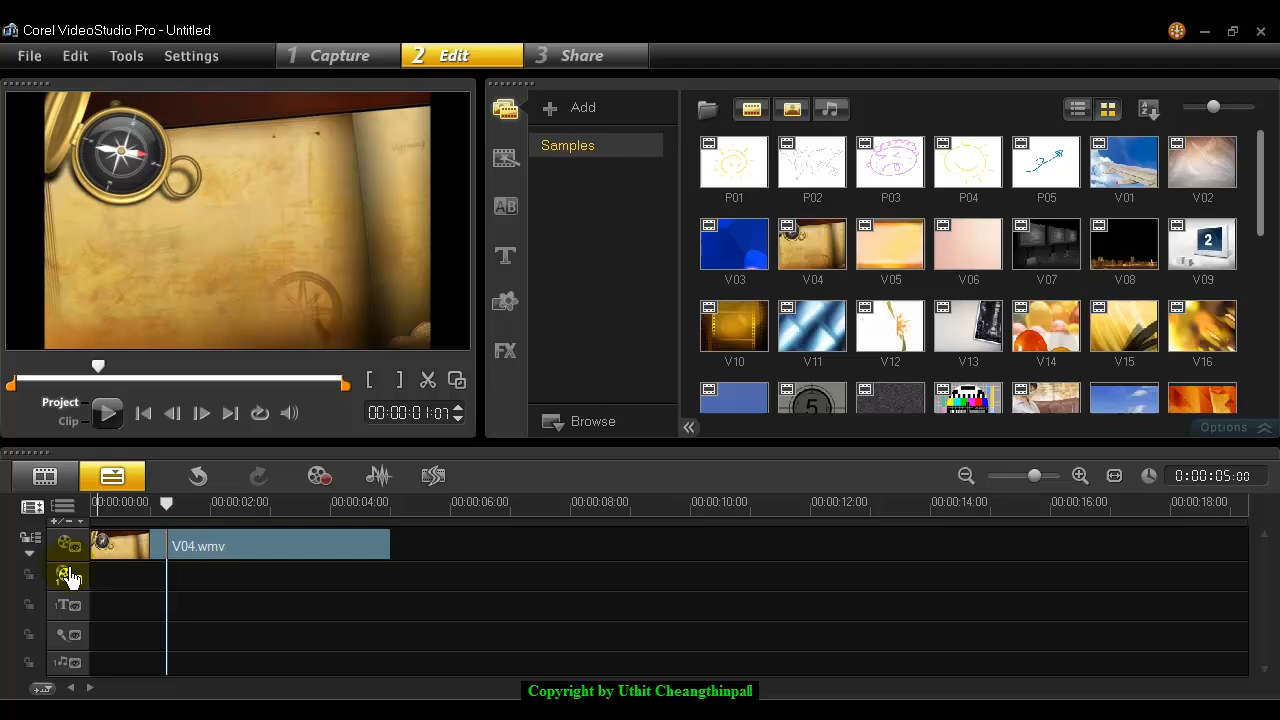 Corel VideoStudio Pro - Untitled
File Edit Tools Settings 1 Capture 2 Edit 3 Share
Add
Samples
P01 P02 P03 P04 P05 V01 V02
V03 V04 V05 V06 V07 V08 V09
V10 V11 V12 V13 V14 V15 V16
Project
Clip
00:00:01:07
Browse
Options
0:00:05:00
00:00:00:00 00:00:02:00 00:00:04:00 00:00:06:00 00:00:08:00 00:00:10:00 00:00:12:00 00:00:14:00 00:00:16:00 00:00:18:00
V04.wmv
Copyright by Uthit Cheangthinpall